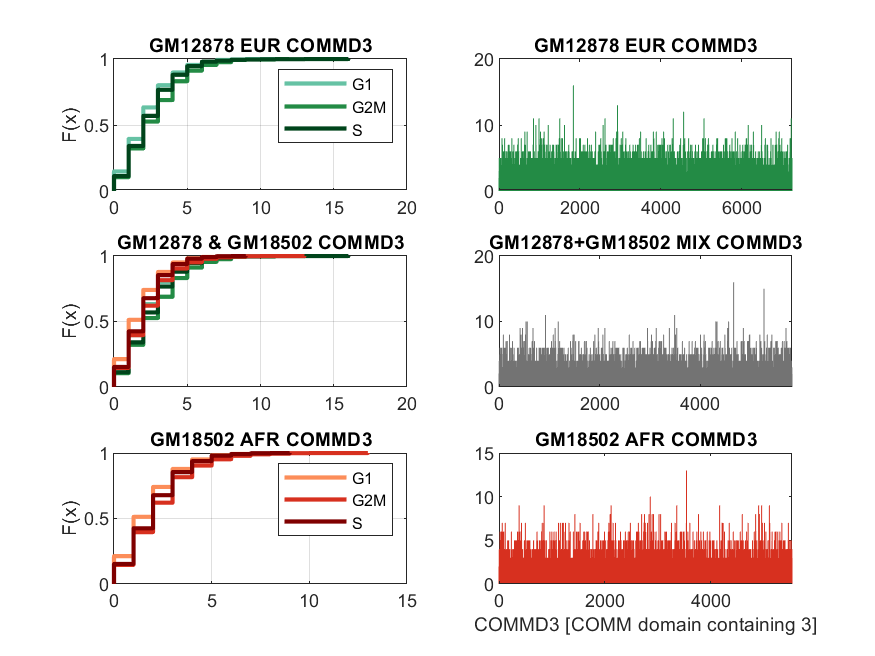 GM12878 EUR COMMD3
F(x)
1
0.5
0
0 5 10 15 20
G1
G2M
S
GM12878 EUR COMMD3
20
10
0
0 2000 4000 6000
GM12878 & GM18502 COMMD3
F(x)
1
0.5
0
0 5 10 15 20
GM12878+GM18502 MIX COMMD3
20
10
0
0 2000 4000
GM18502 AFR COMMD3
F(x)
1
0.5
0
0 5 10 15
G1
G2M
S
GM18502 AFR COMMD3
15
10
5
0
0 2000 4000
COMMD3 [COMM domain containing 3]